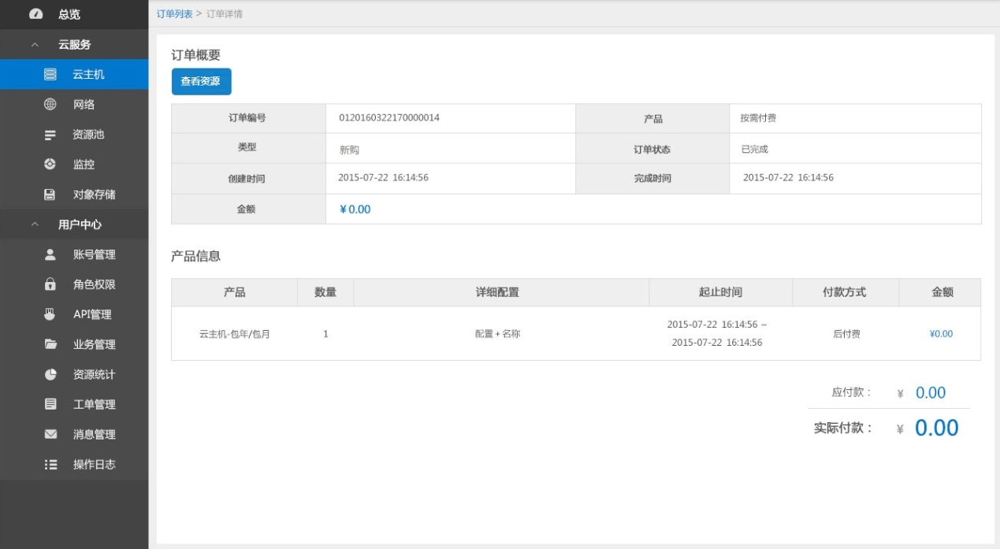 总览
云服务
云主机
网络
资源池
监控
对象存储
用户中心
账号管理
角色权限
API管理
业务管理
资源统计
工单管理
消息管理
操作日志
订单列表 > 订单详情
订单概要
查看资源
订单编号 0120160322170000014 产品 按需付费
类型 新购 订单状态 已完成
创建时间 2015-07-22 16:14:56 完成时间 2015-07-22 16:14:56
金额 ¥0.00
产品信息
产品 数量 详细配置 起止时间 付款方式 金额
云主机-包年/包月 1 配置+名称 2015-07-22 16:14:56 ~ 后付费 ¥0.00
2015-07-22 16:14:56
应付款： ¥ 0.00
实际付款： ¥ 0.00